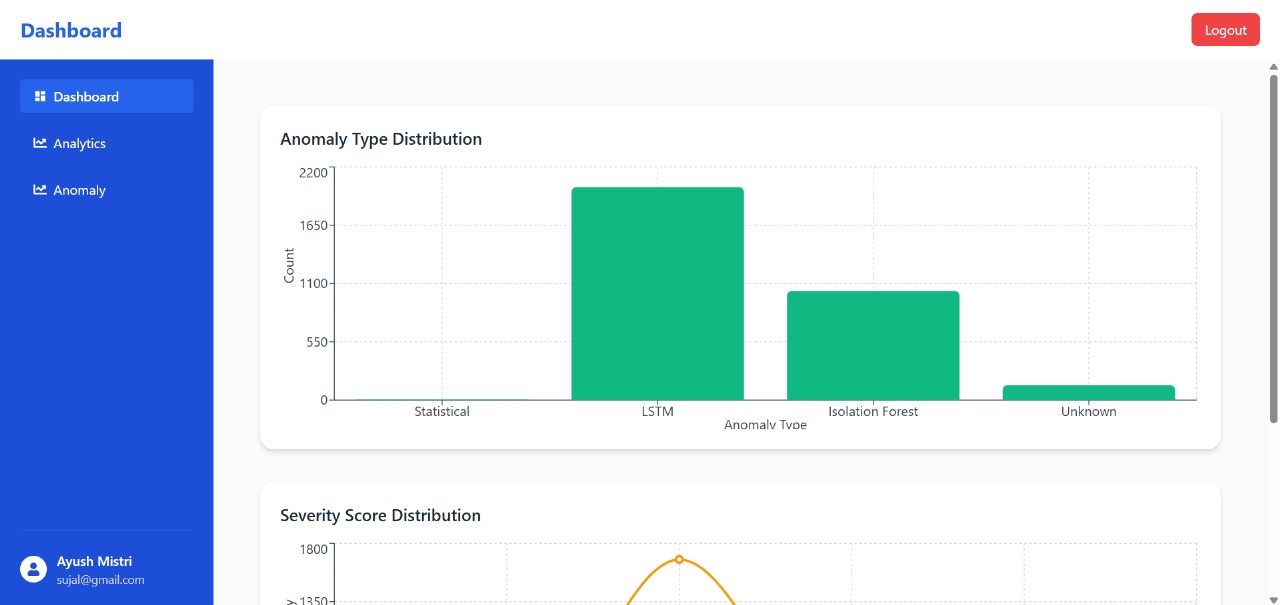 Dashboard
Logout
Dashboard
Analytics
Anomaly
Ayush Mistri
sujal@gmail.com
Anomaly Type Distribution
2200
1650
1100
550
0
Count
Statistical LSTM Isolation Forest Unknown
Anomaly Type
Severity Score Distribution
1800
1350